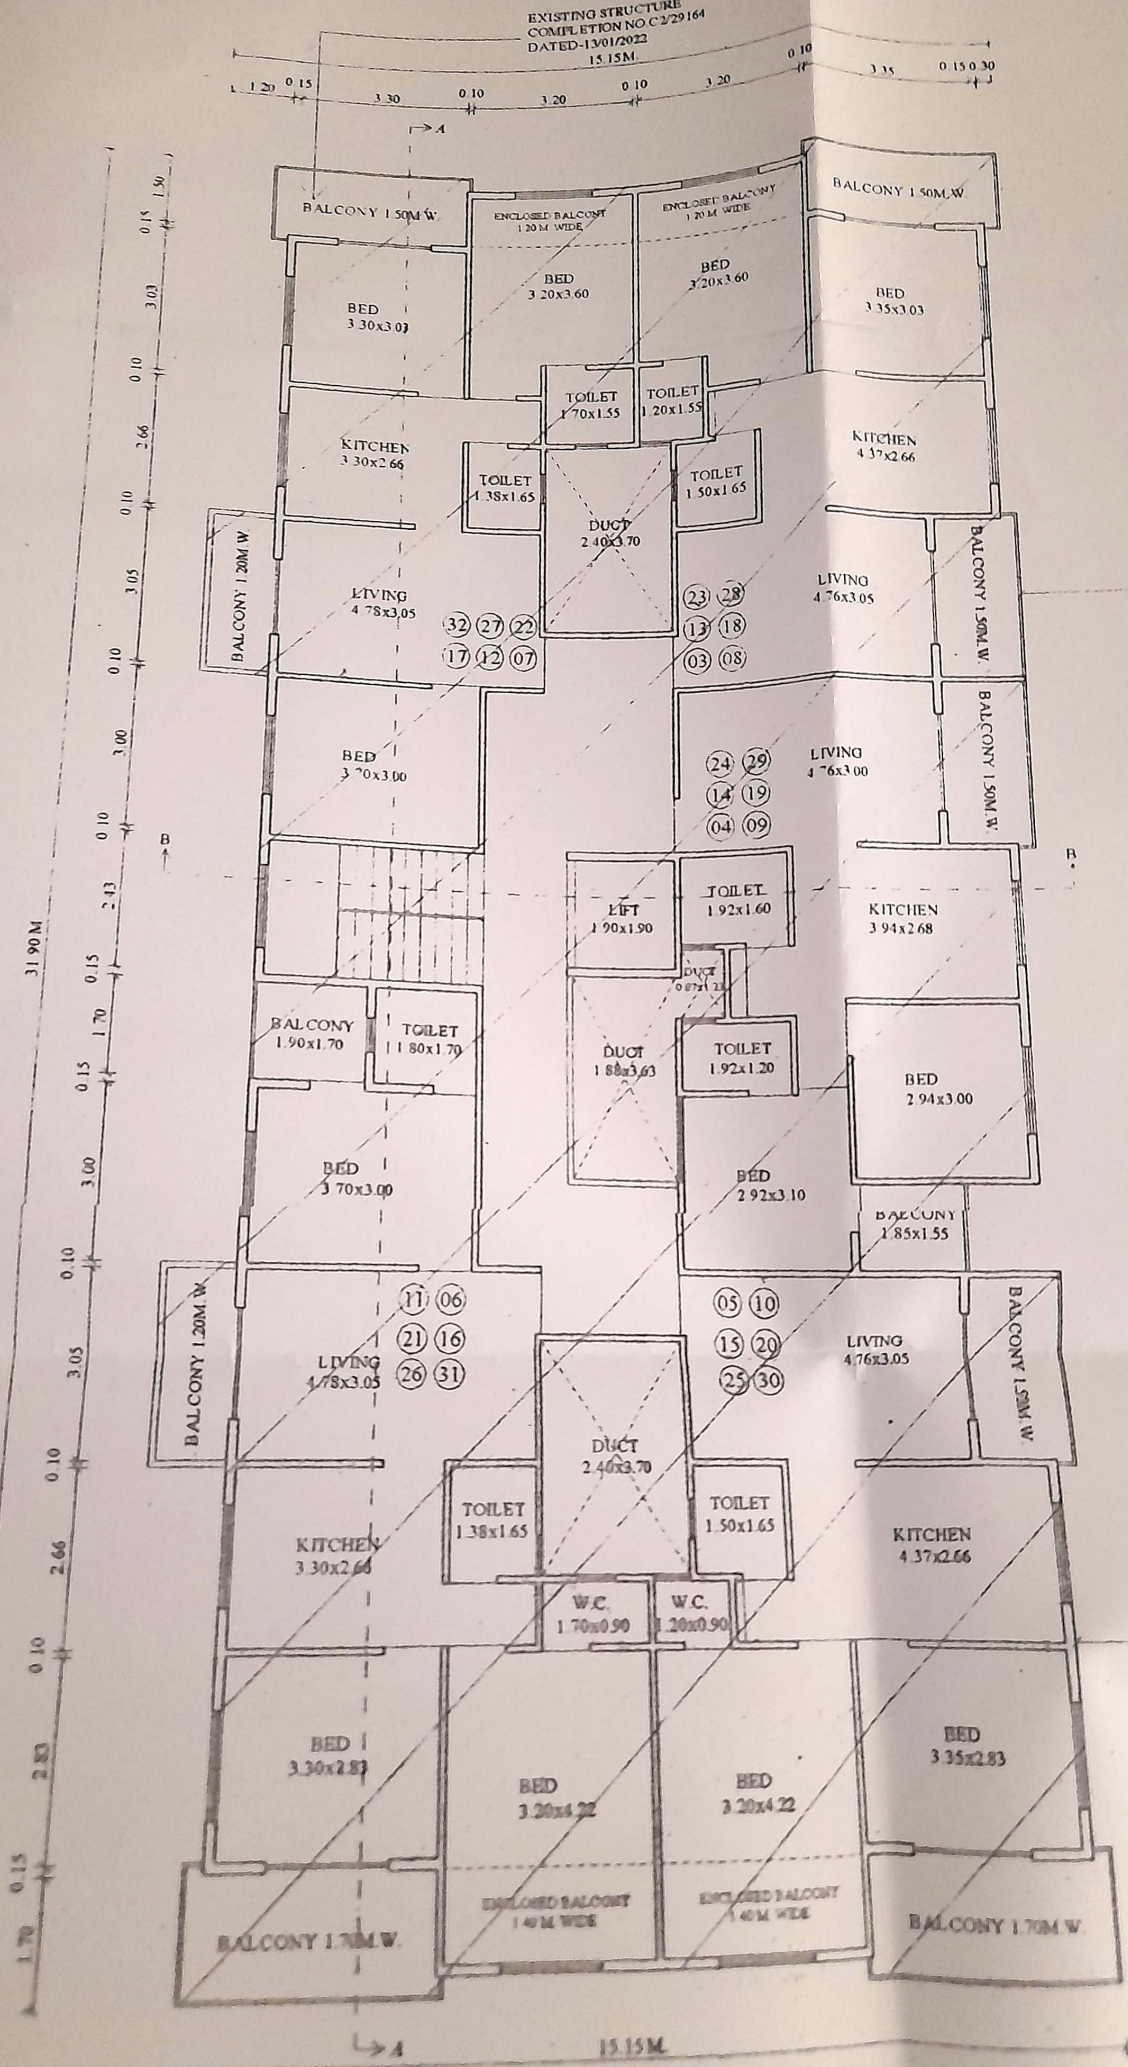 EXISTING STRUCTURE
COMPLETION NO.C2/29164
DATED-13/01/2022
15.15M.
1.20 0.15 3.30 0.10 3.20 0.10 3.20 0.10 3.35 0.15 0.30
A
BALCONY 1.50M.W.
ENCLOSED BALCONY
1.20 M WIDE
ENCLOSED BALCONY
1.20 M WIDE
BALCONY 1.50M.W.
1.50
0.15
3.03
0.10
2.66
0.10
3.05
0.10
3.00
0.10
2.43
0.15
1.70
0.15
3.00
0.10
3.05
0.10
2.66
0.10
2.83
0.15
1.70
31.90 M
BED
3.30x3.03
BED
3.20x3.60
BED
3.20x3.60
BED
3.35x3.03
TOILET
1.70x1.55
TOILET
1.20x1.55
KITCHEN
3.30x2.66
KITCHEN
4.37x2.66
TOILET
1.38x1.65
TOILET
1.50x1.65
DUCT
2.40x3.70
BALCONY 1.20M.W.
LIVING
4.78x3.05
32 27 22
17 12 07
23 28
13 18
03 08
LIVING
4.76x3.05
BALCONY 1.50M.W.
BED
3.70x3.00
24 29
14 19
04 09
LIVING
4.76x3.00
BALCONY 1.50M.W.
B
B
LIFT
1.90x1.90
TOILET
1.92x1.60
KITCHEN
3.94x2.68
DUCT
BALCONY
1.90x1.70
TOILET
1.80x1.70
DUCT
1.88x3.63
TOILET
1.92x1.20
BED
2.94x3.00
BED
3.70x3.00
BED
2.92x3.10
BALCONY
1.85x1.55
BALCONY 1.20M.W.
11 06
21 16
26 31
LIVING
4.78x3.05
05 10
15 20
25 30
LIVING
4.76x3.05
BALCONY 1.50M.W.
DUCT
2.40x3.70
TOILET
1.38x1.65
TOILET
1.50x1.65
KITCHEN
3.30x2.66
KITCHEN
4.37x2.66
W.C.
1.70x0.90
W.C.
1.20x0.90
BED
3.30x2.83
BED
3.20x4.22
BED
3.20x4.22
BED
3.35x2.83
ENCLOSED BALCONY
1.40 M WIDE
ENCLOSED BALCONY
1.40 M WIDE
BALCONY 1.70M.W.
BALCONY 1.70M.W.
A
15.15M.